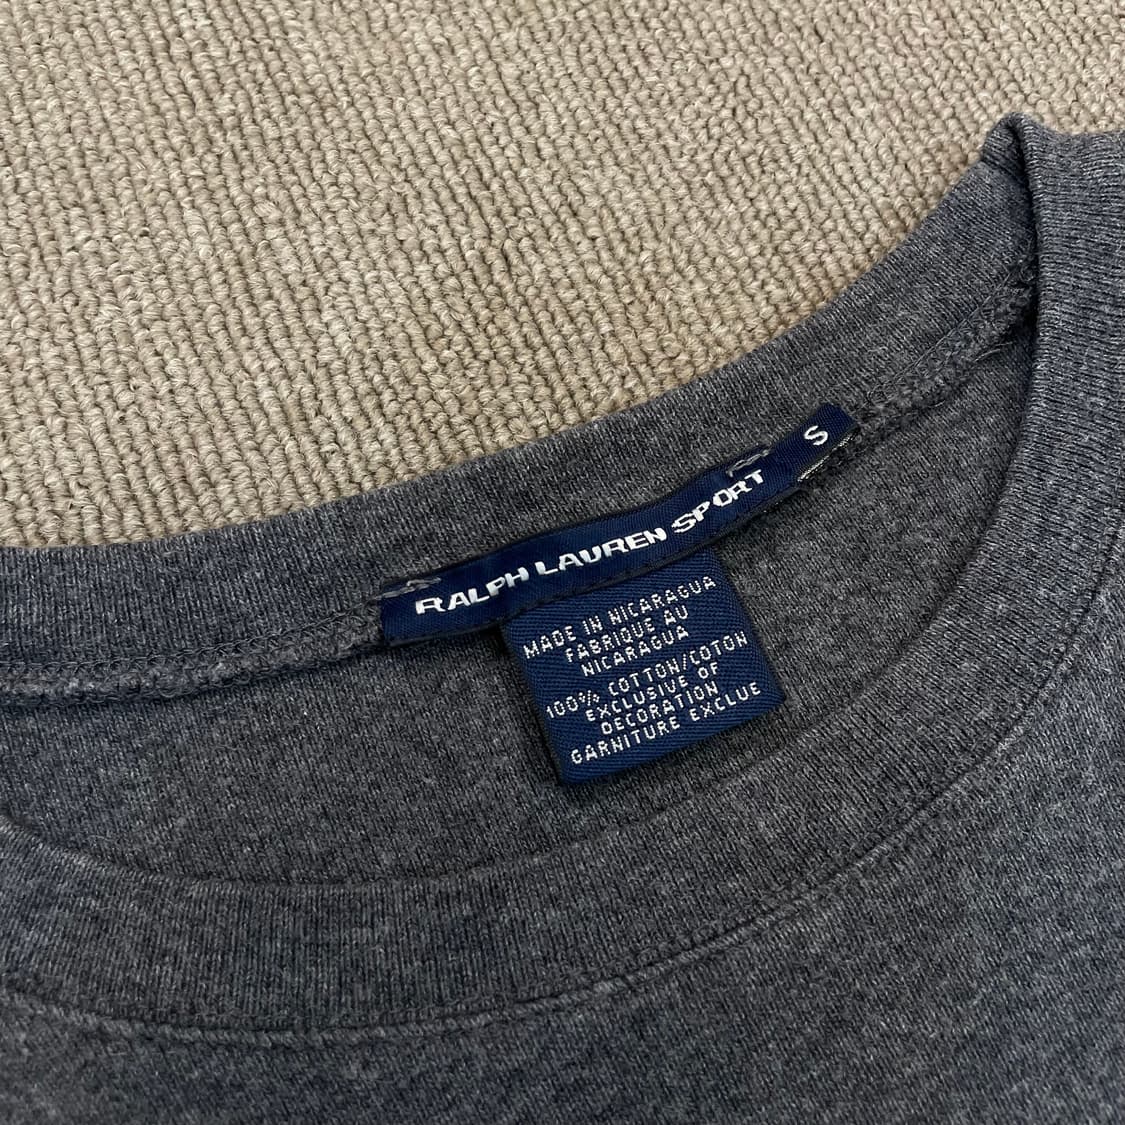 RALPH LAUREN SPORT
S
MADE IN NICARAGUA
FABRIQUE AU
NICARAGUA
100% COTTON/COTON
EXCLUSIVE OF
DECORATION
GARNITURE EXCLUE